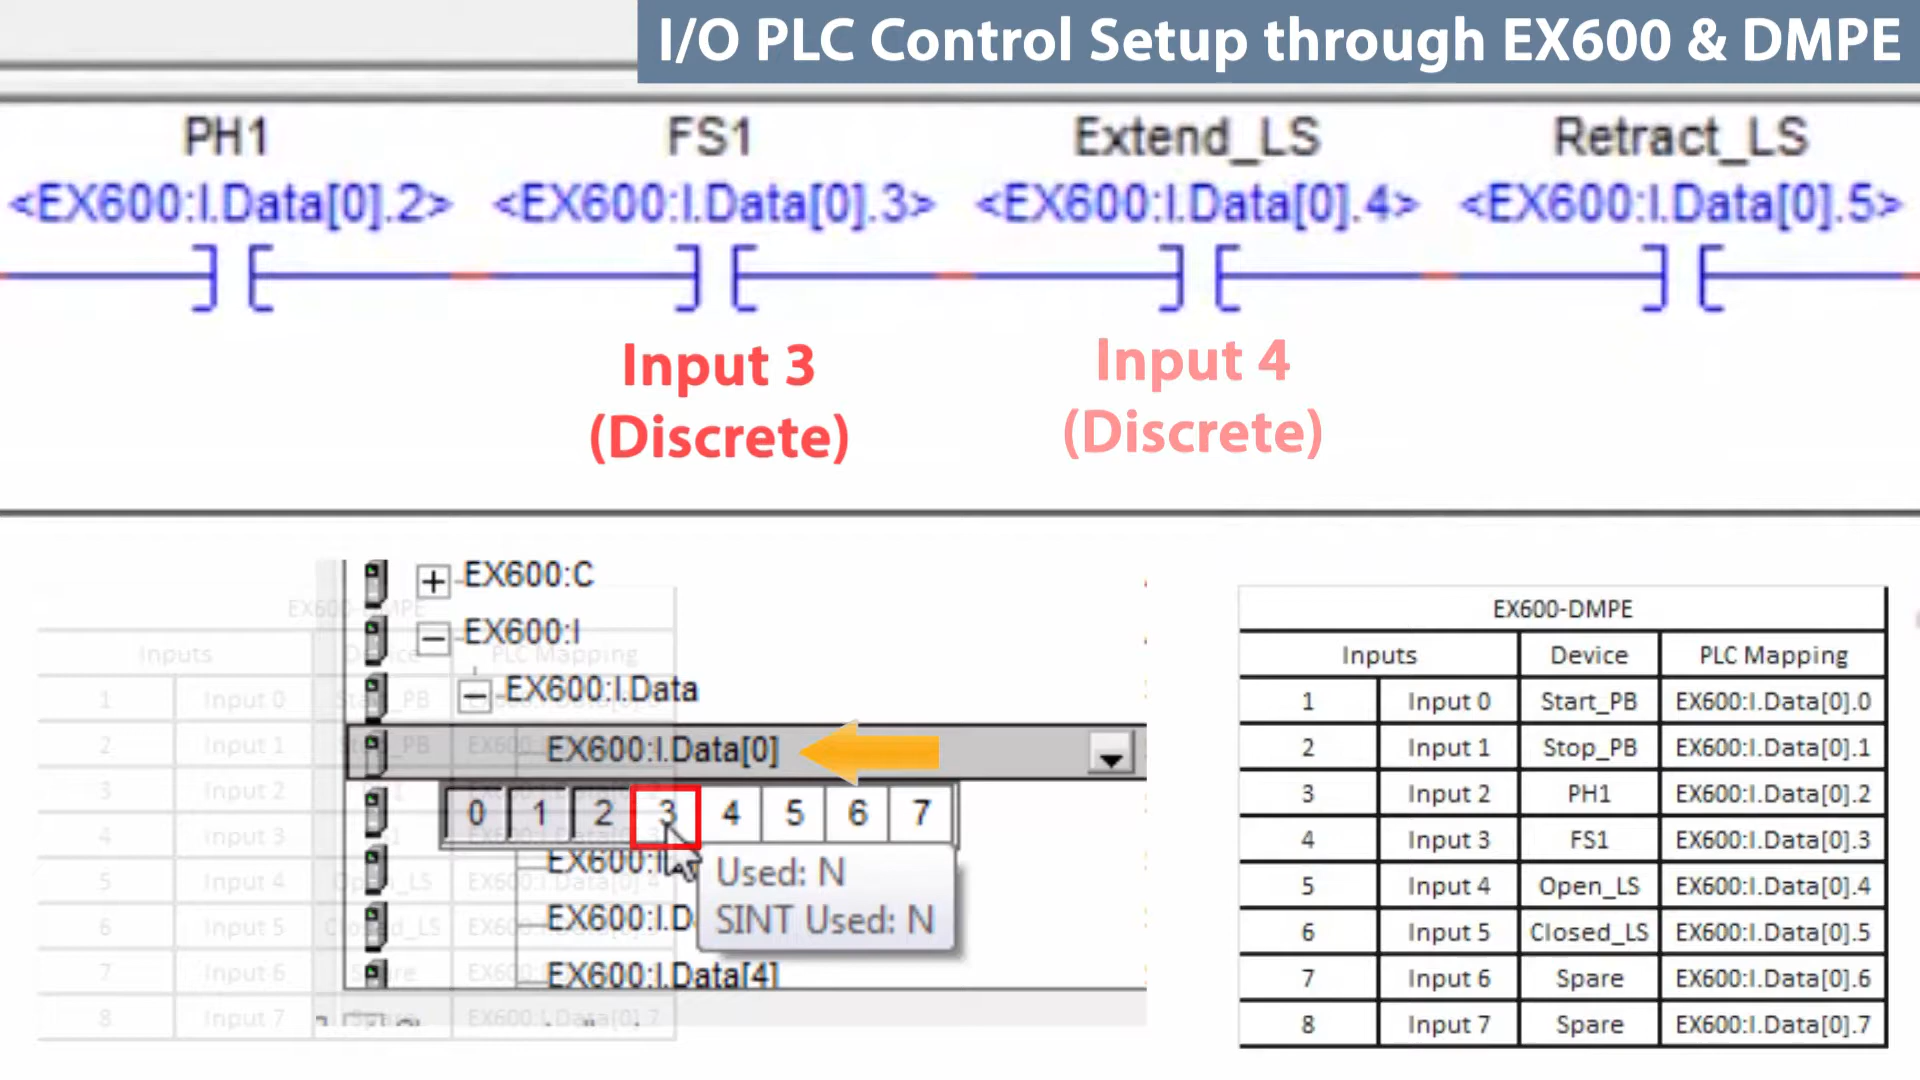 I/O PLC Control Setup through EX600 & DMPE
PH1 FS1 Extend_LS Retract_LS
<EX600:I.Data[0].2> <EX600:I.Data[0].3> <EX600:I.Data[0].4> <EX600:I.Data[0].5>
Input 3 Input 4
(Discrete) (Discrete)
EX600:C
EX600:I
EX600:I.Data
EX600:I.Data[0]
0 1 2 3 4 5 6 7
Used: N
SINT Used: N
EX600:I.Data[4]
EX600-DMPE
Inputs Device PLC Mapping
1 Input 0 Start_PB EX600:I.Data[0].0
2 Input 1 Stop_PB EX600:I.Data[0].1
3 Input 2 PH1 EX600:I.Data[0].2
4 Input 3 FS1 EX600:I.Data[0].3
5 Input 4 Open_LS EX600:I.Data[0].4
6 Input 5 Closed_LS EX600:I.Data[0].5
7 Input 6 Spare EX600:I.Data[0].6
8 Input 7 Spare EX600:I.Data[0].7